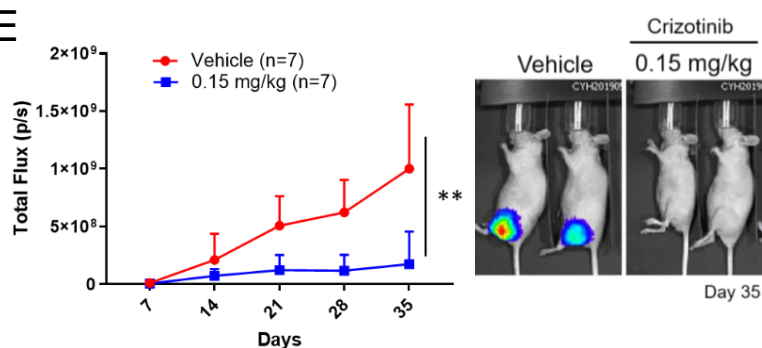 E
2×10⁹
1.5×10⁹
1×10⁹
5×10⁸
0
Total Flux (p/s)
Vehicle (n=7)
0.15 mg/kg (n=7)
**
7
14
21
28
35
Days
Crizotinib
Vehicle
0.15 mg/kg
CYH20190
CYH2019
Day 35